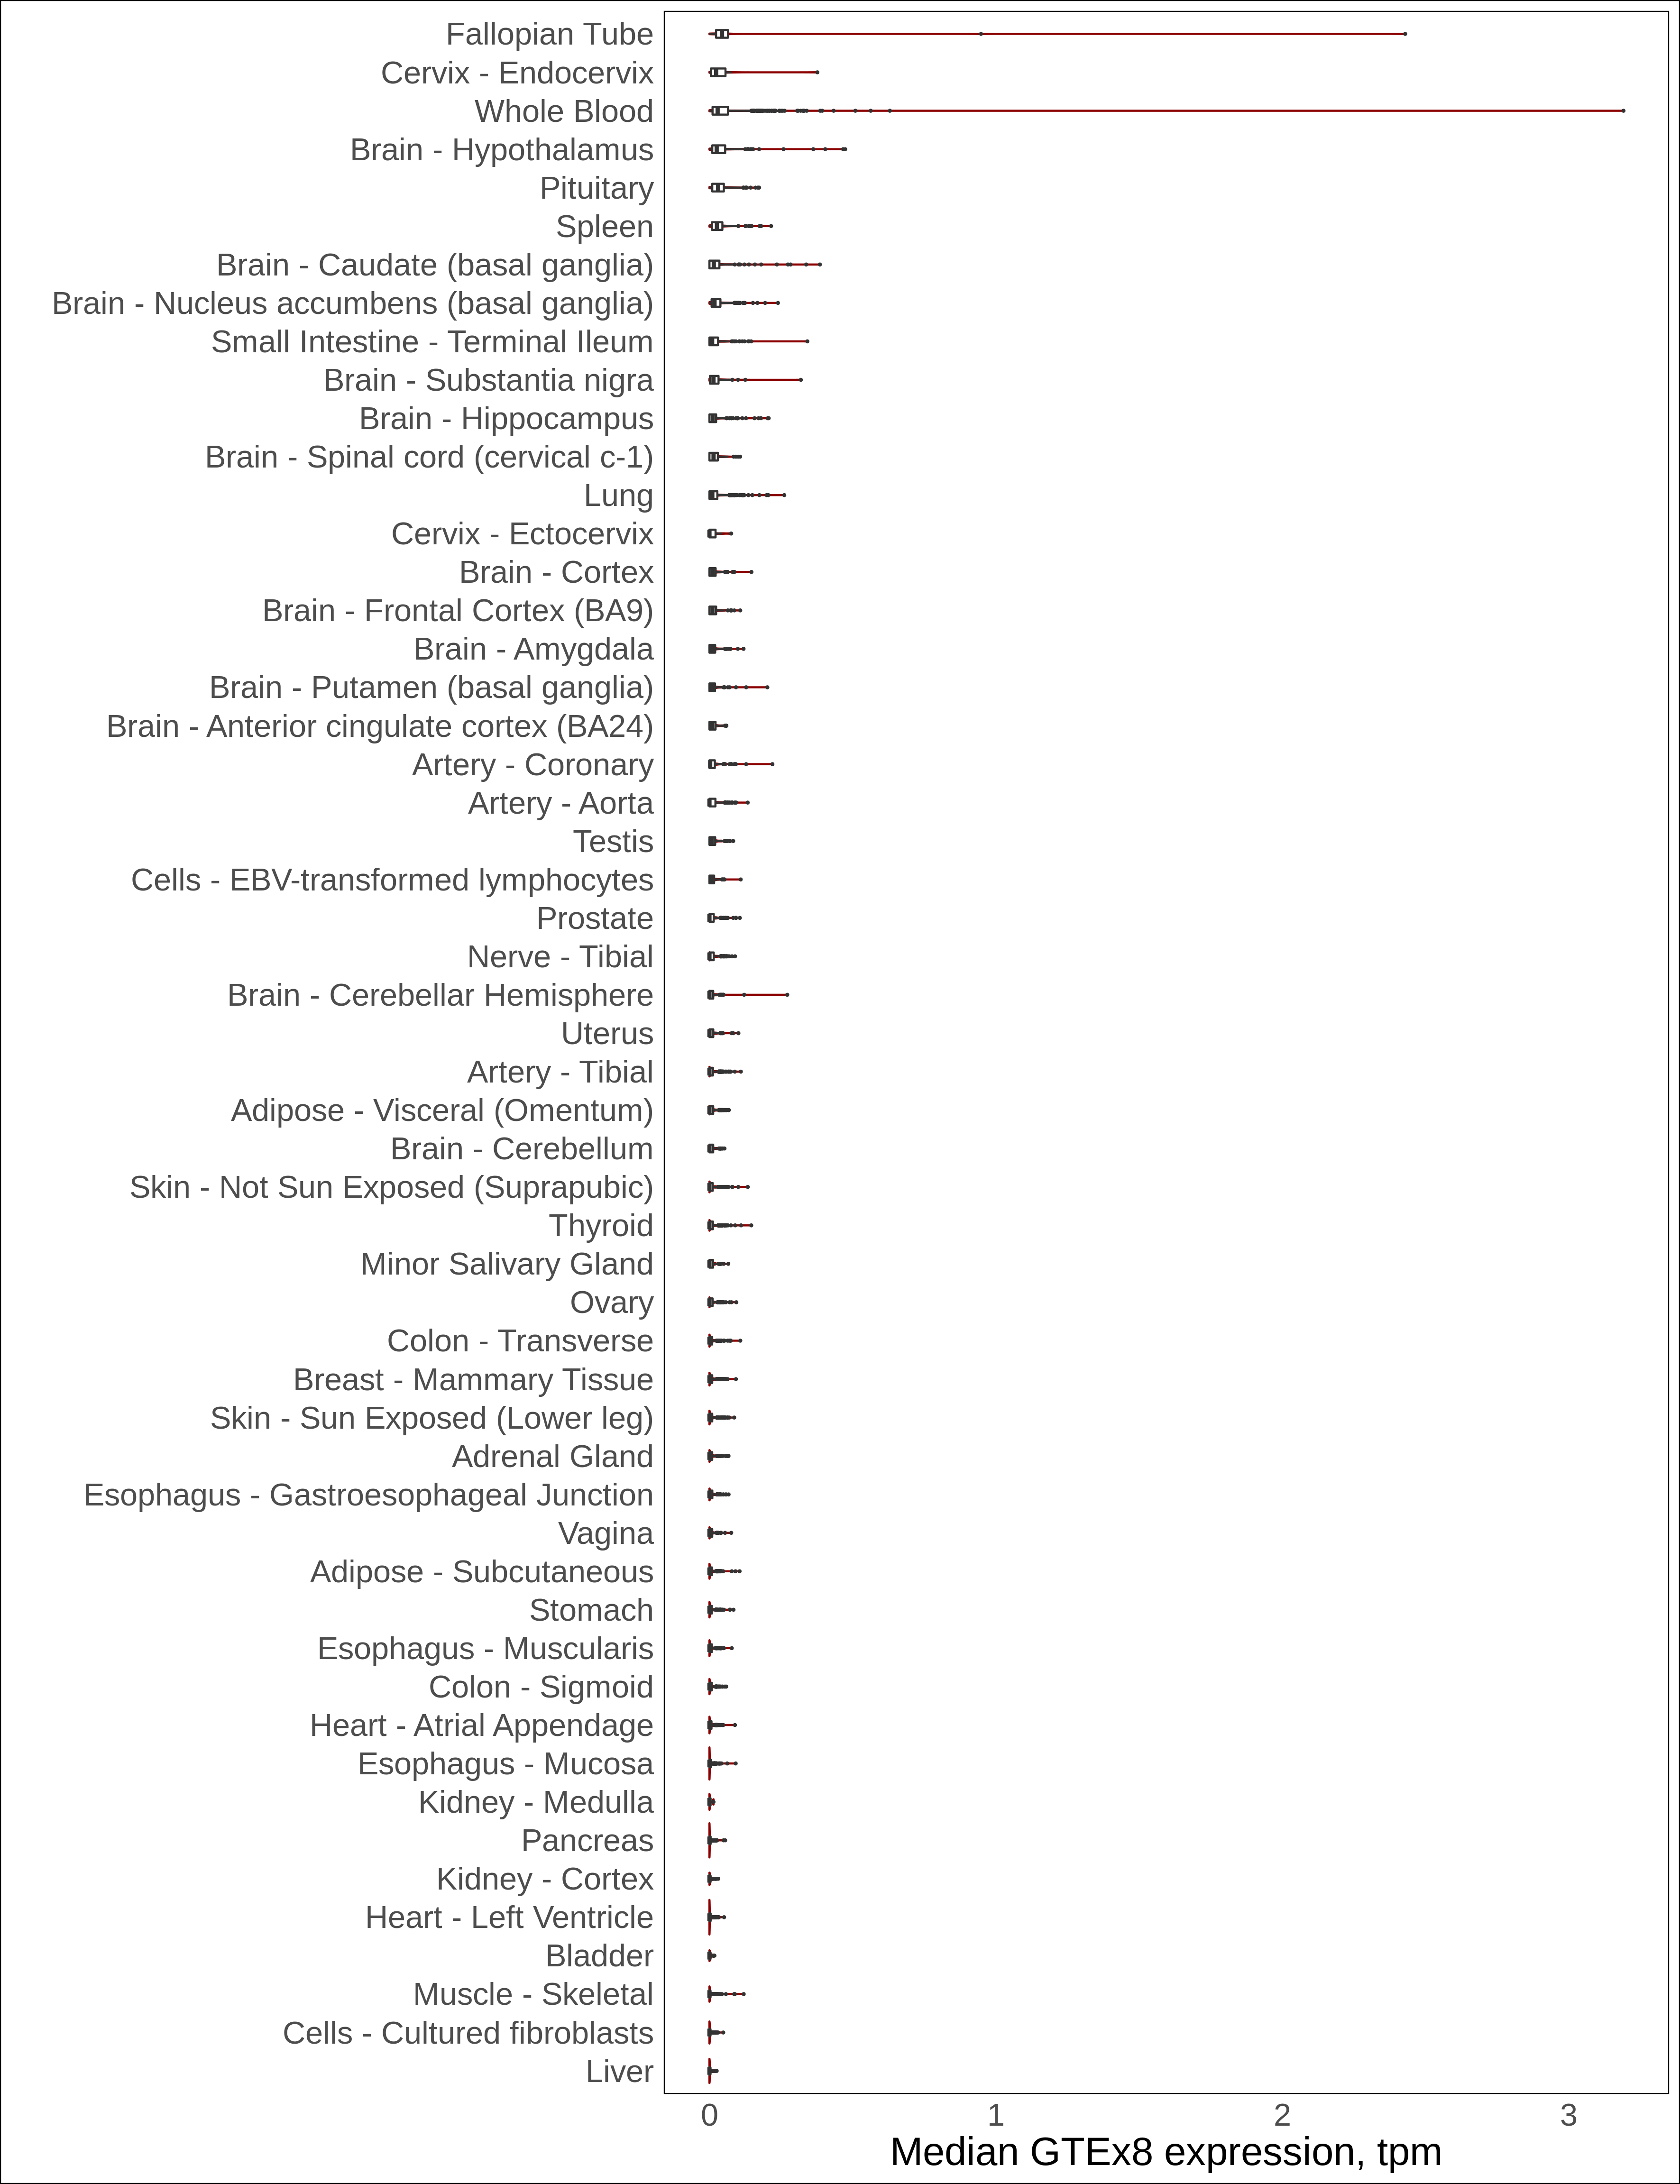 Fallopian Tube
Cervix - Endocervix
Whole Blood
Brain - Hypothalamus
Pituitary
Spleen
Brain - Caudate (basal ganglia)
Brain - Nucleus accumbens (basal ganglia)
Small Intestine - Terminal Ileum
Brain - Substantia nigra
Brain - Hippocampus
Brain - Spinal cord (cervical c-1)
Lung
Cervix - Ectocervix
Brain - Cortex
Brain - Frontal Cortex (BA9)
Brain - Amygdala
Brain - Putamen (basal ganglia)
Brain - Anterior cingulate cortex (BA24)
Artery - Coronary
Artery - Aorta
Testis
Cells - EBV-transformed lymphocytes
Prostate
Nerve - Tibial
Brain - Cerebellar Hemisphere
Uterus
Artery - Tibial
Adipose - Visceral (Omentum)
Brain - Cerebellum
Skin - Not Sun Exposed (Suprapubic)
Thyroid
Minor Salivary Gland
Ovary
Colon - Transverse
Breast - Mammary Tissue
Skin - Sun Exposed (Lower leg)
Adrenal Gland
Esophagus - Gastroesophageal Junction
Vagina
Adipose - Subcutaneous
Stomach
Esophagus - Muscularis
Colon - Sigmoid
Heart - Atrial Appendage
Esophagus - Mucosa
Kidney - Medulla
Pancreas
Kidney - Cortex
Heart - Left Ventricle
Bladder
Muscle - Skeletal
Cells - Cultured fibroblasts
Liver
0 1 2 3
Median GTEx8 expression, tpm